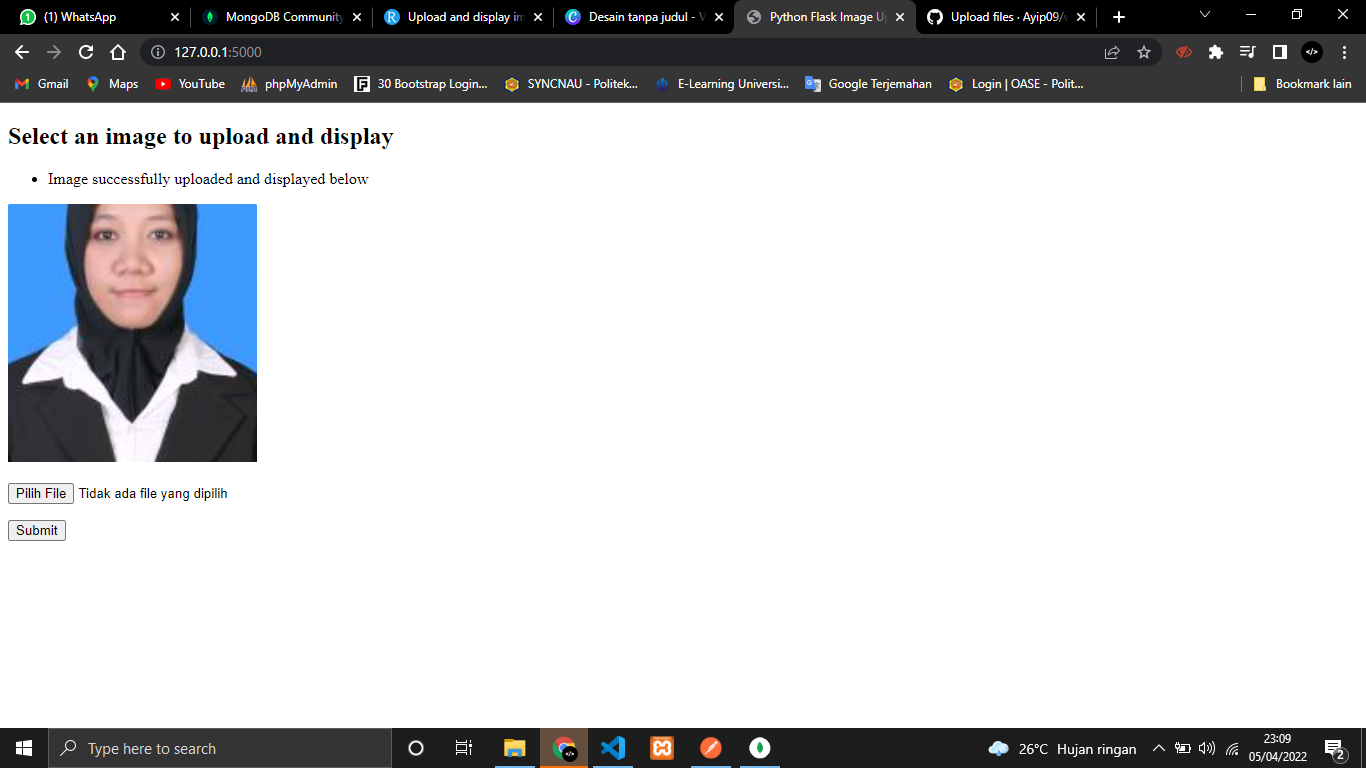 (1) WhatsApp
MongoDB Community
Upload and display im
Desain tanpa judul - V
Python Flask Image Up
Upload files · Ayip09/
127.0.0.1:5000
Gmail
Maps
YouTube
phpMyAdmin
30 Bootstrap Login...
SYNCNAU - Politek...
E-Learning Universi...
Google Terjemahan
Login | OASE - Polit...
Bookmark lain
Select an image to upload and display
Image successfully uploaded and displayed below
Pilih File Tidak ada file yang dipilih
Submit
Type here to search
26°C Hujan ringan
23:09
05/04/2022
2